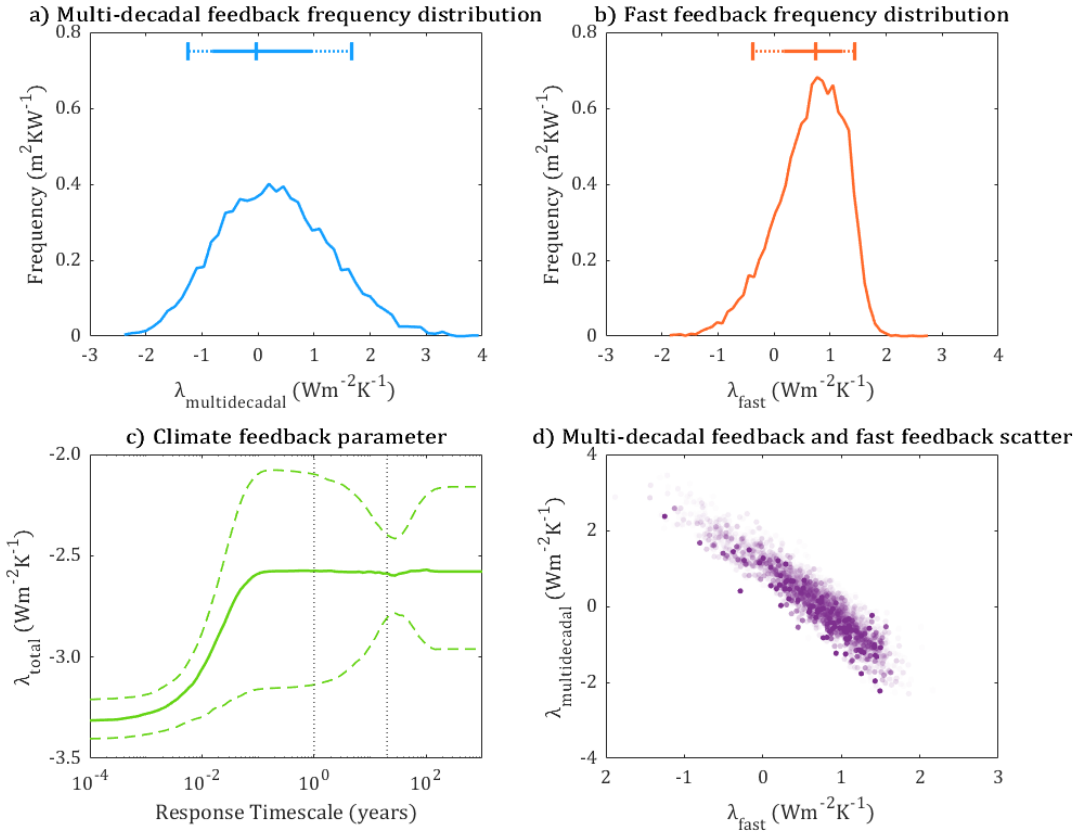 a) Multi-decadal feedback frequency distribution
b) Fast feedback frequency distribution
0.8
0.6
0.4
0.2
0
Frequency (m²KW⁻¹)
-3 -2 -1 0 1 2 3 4
λmultidecadal (Wm⁻²K⁻¹)
0.8
0.6
0.4
0.2
0
Frequency (m²KW⁻¹)
-3 -2 -1 0 1 2 3 4
λfast (Wm⁻²K⁻¹)
c) Climate feedback parameter
d) Multi-decadal feedback and fast feedback scatter
-2.0
-2.5
-3.0
-3.5
λtotal (Wm⁻²K⁻¹)
10⁻⁴ 10⁻² 10⁰ 10²
Response Timescale (years)
4
2
0
-2
-4
λmultidecadal (Wm⁻²K⁻¹)
2 -1 0 1 2 3
λfast (Wm⁻²K⁻¹)